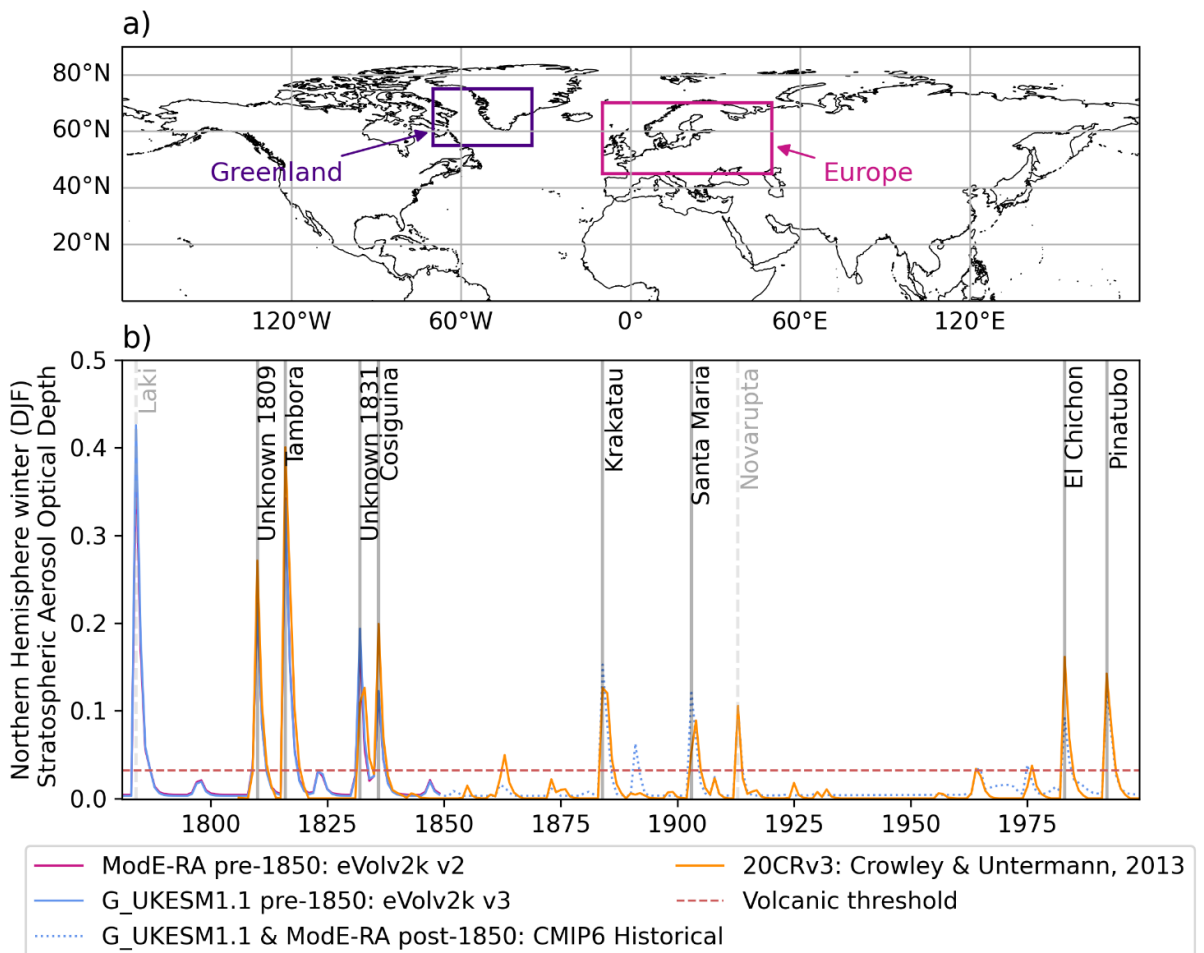 a)
80°N
60°N
40°N
20°N
Greenland
Europe
120°W
60°W
0°
60°E
120°E
b)
Northern Hemisphere winter (DJF)
Stratospheric Aerosol Optical Depth
0.5
0.4
0.3
0.2
0.1
0.0
Laki
Unknown 1809
Tambora
Unknown 1831
Cosiguina
Krakatau
Santa Maria
Novarupta
El Chichon
Pinatubo
1800
1825
1850
1875
1900
1925
1950
1975
ModE-RA pre-1850: eVolv2k v2
G_UKESM1.1 pre-1850: eVolv2k v3
G_UKESM1.1 & ModE-RA post-1850: CMIP6 Historical
20CRv3: Crowley & Untermann, 2013
Volcanic threshold